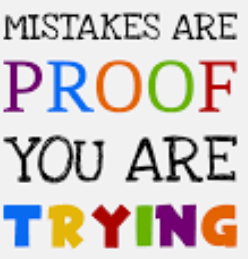 MISTAKES ARE
PROOF
YOU ARE
TRYING